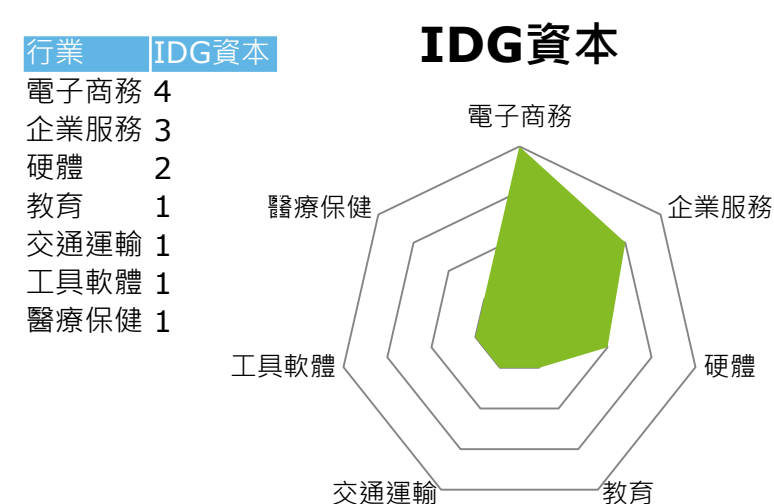 行業 IDG資本
電子商務 4
企業服務 3
硬體 2
教育 1
交通運輸 1
工具軟體 1
醫療保健 1
IDG資本
電子商務
醫療保健 企業服務
工具軟體 硬體
交通運輸 教育